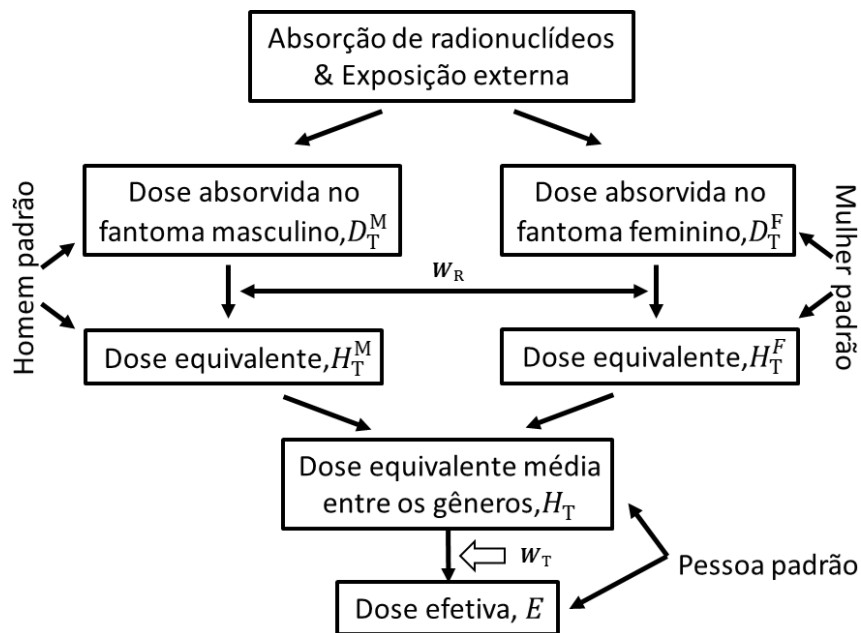 Absorção de radionuclídeos
& Exposição externa
Homem padrão
Dose absorvida no
fantoma masculino,D_T^M
Dose absorvida no
fantoma feminino,D_T^F
Mulher padrão
w_R
Dose equivalente,H_T^M
Dose equivalente,H_T^F
Dose equivalente média
entre os gêneros,H_T
w_T
Pessoa padrão
Dose efetiva, E